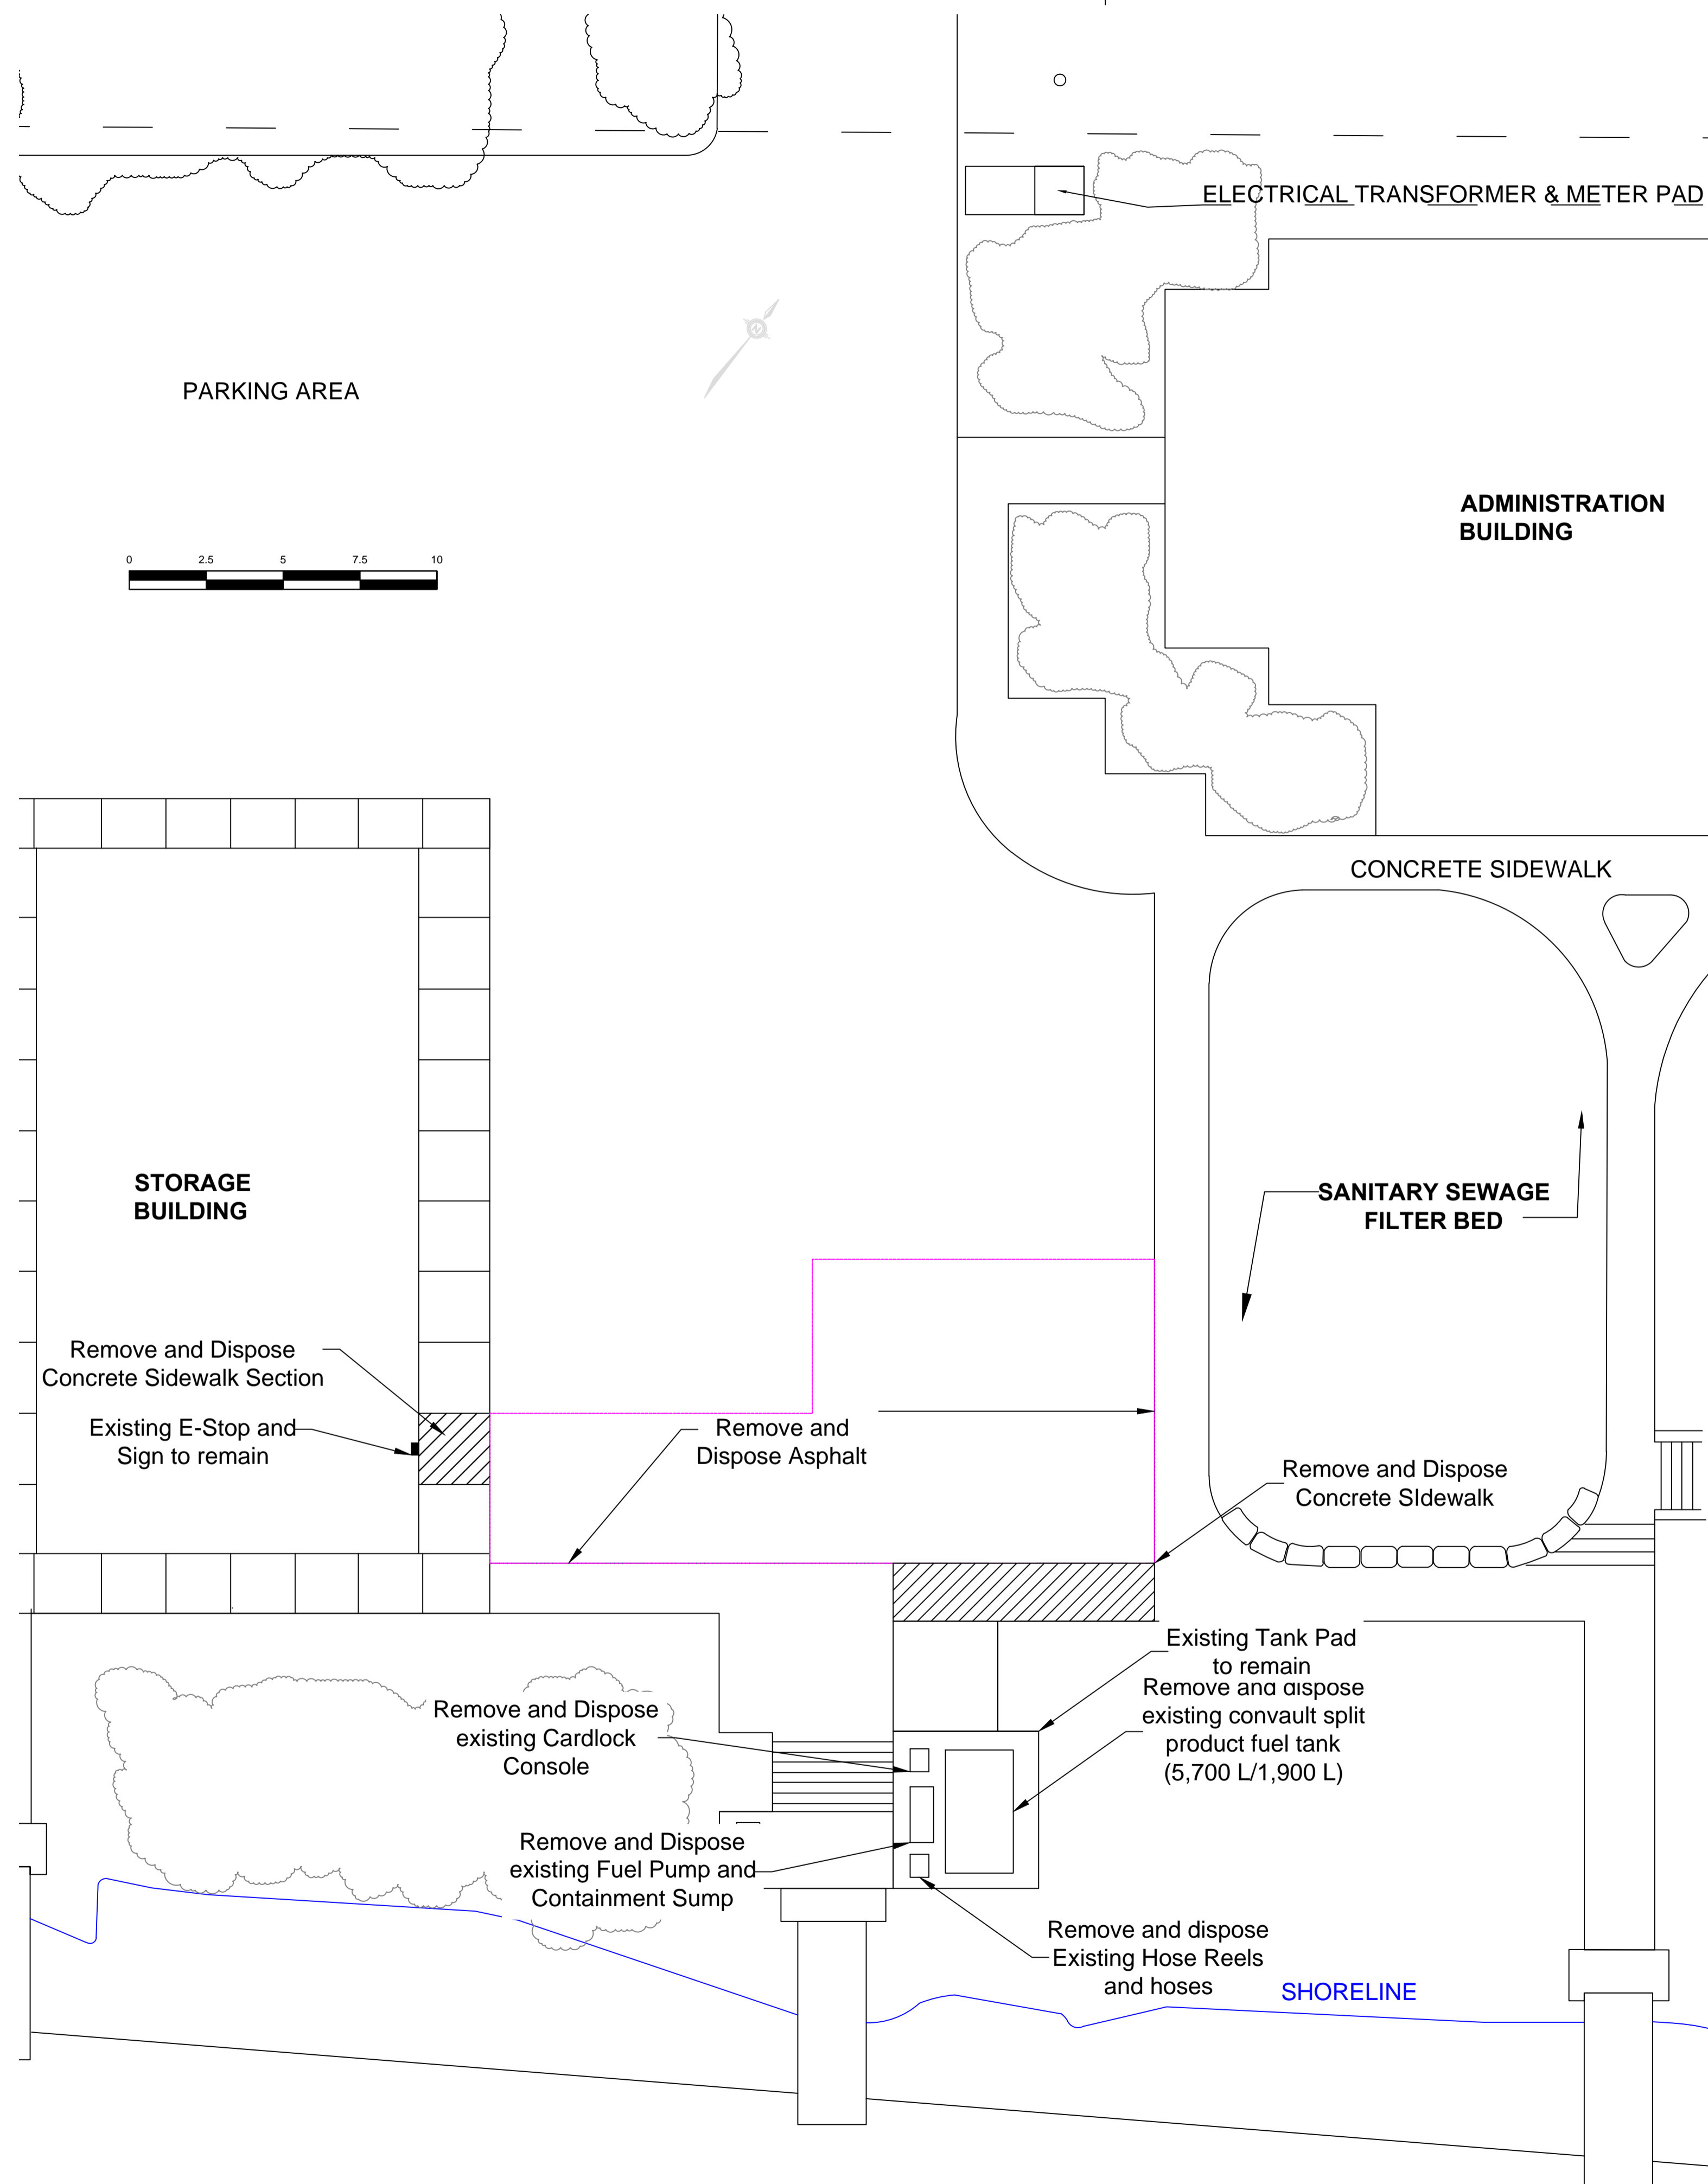 ELECTRICAL TRANSFORMER & METER PAD
N
PARKING AREA
ADMINISTRATION
BUILDING
0 2.5 5 7.5 10
CONCRETE SIDEWALK
STORAGE
BUILDING
SANITARY SEWAGE
FILTER BED
Remove and Dispose
Concrete Sidewalk Section
Existing E-Stop and
Sign to remain
Remove and
Dispose Asphalt
Remove and Dispose
Concrete SIdewalk
Existing Tank Pad
to remain
Remove and dispose
existing convault split
product fuel tank
(5,700 L/1,900 L)
Remove and Dispose
existing Cardlock
Console
Remove and Dispose
existing Fuel Pump and
Containment Sump
Remove and dispose
Existing Hose Reels
and hoses
SHORELINE